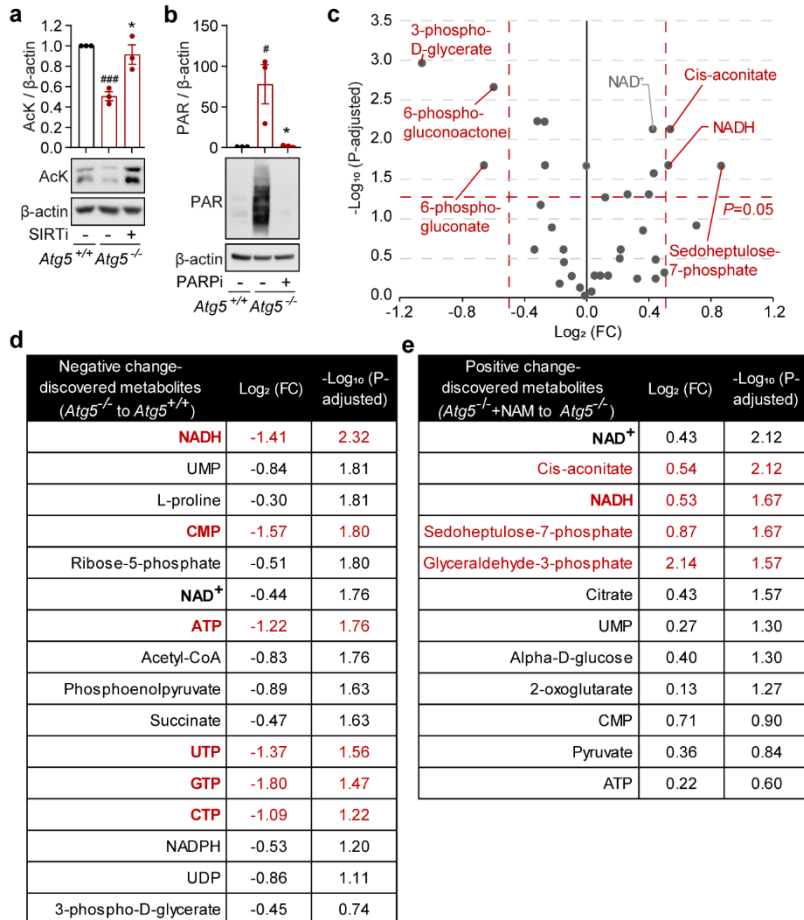 a
AcK / β-actin
1.2
1.0
0.8
0.6
0.4
0.2
0.0
###
*
AcK
β-actin
SIRTi - - +
Atg5+/+ Atg5-/-
b
PAR / β-actin
150
100
50
0
#
*
PAR
β-actin
PARPi - - +
Atg5+/+ Atg5-/-
c
-Log₁₀ (P-adjusted)
3.5
3.0
2.5
2.0
1.5
1.0
0.5
0.0
3-phospho-
D-glycerate
NAD⁺
Cis-aconitate
6-phospho-
gluconoactonel
NADH
6-phospho-
gluconate
P=0.05
Sedoheptulose-
7-phosphate
-1.2 -0.8 -0.4 0.0 0.4 0.8 1.2
Log₂ (FC)
d
Negative change-
discovered metabolites
(Atg5-/- to Atg5+/+)
Log₂ (FC)
-Log₁₀ (P-
adjusted)
NADH -1.41 2.32
UMP -0.84 1.81
L-proline -0.30 1.81
CMP -1.57 1.80
Ribose-5-phosphate -0.51 1.80
NAD⁺ -0.44 1.76
ATP -1.22 1.76
Acetyl-CoA -0.83 1.76
Phosphoenolpyruvate -0.89 1.63
Succinate -0.47 1.63
UTP -1.37 1.56
GTP -1.80 1.47
CTP -1.09 1.22
NADPH -0.53 1.20
UDP -0.86 1.11
3-phospho-D-glycerate -0.45 0.74
e
Positive change-
discovered metabolites
(Atg5-/-+NAM to Atg5-/-)
Log₂ (FC)
-Log₁₀ (P-
adjusted)
NAD⁺ 0.43 2.12
Cis-aconitate 0.54 2.12
NADH 0.53 1.67
Sedoheptulose-7-phosphate 0.87 1.67
Glyceraldehyde-3-phosphate 2.14 1.57
Citrate 0.43 1.57
UMP 0.27 1.30
Alpha-D-glucose 0.40 1.30
2-oxoglutarate 0.13 1.27
CMP 0.71 0.90
Pyruvate 0.36 0.84
ATP 0.22 0.60